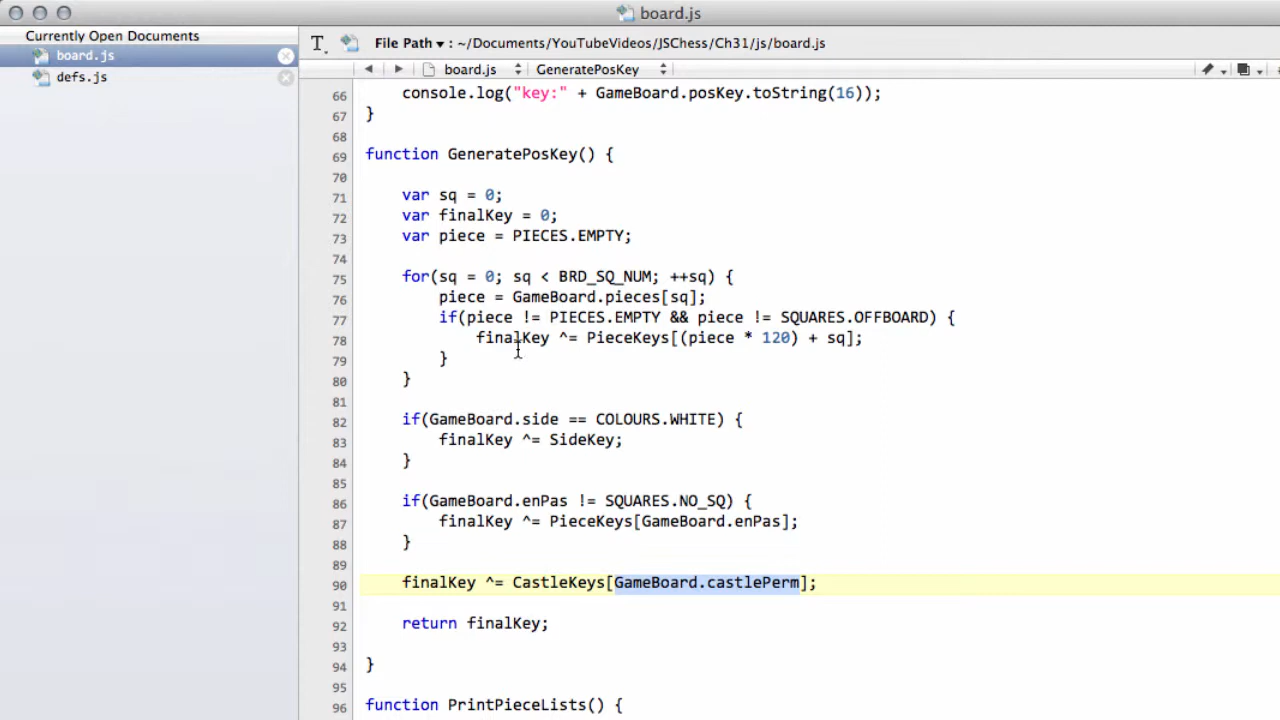 board.js
Currently Open Documents
board.js
defs.js
T. File Path ▾ : ~/Documents/YouTubeVideos/JSChess/Ch31/js/board.js
board.js GeneratePosKey
66 console.log("key:" + GameBoard.posKey.toString(16));
67 }
68
69 function GeneratePosKey() {
70
71 var sq = 0;
72 var finalKey = 0;
73 var piece = PIECES.EMPTY;
74
75 for(sq = 0; sq < BRD_SQ_NUM; ++sq) {
76 piece = GameBoard.pieces[sq];
77 if(piece != PIECES.EMPTY && piece != SQUARES.OFFBOARD) {
78 finalKey ^= PieceKeys[(piece * 120) + sq];
79 }
80 }
81
82 if(GameBoard.side == COLOURS.WHITE) {
83 finalKey ^= SideKey;
84 }
85
86 if(GameBoard.enPas != SQUARES.NO_SQ) {
87 finalKey ^= PieceKeys[GameBoard.enPas];
88 }
89
90 finalKey ^= CastleKeys[GameBoard.castlePerm];
91
92 return finalKey;
93
94 }
95
96 function PrintPieceLists() {